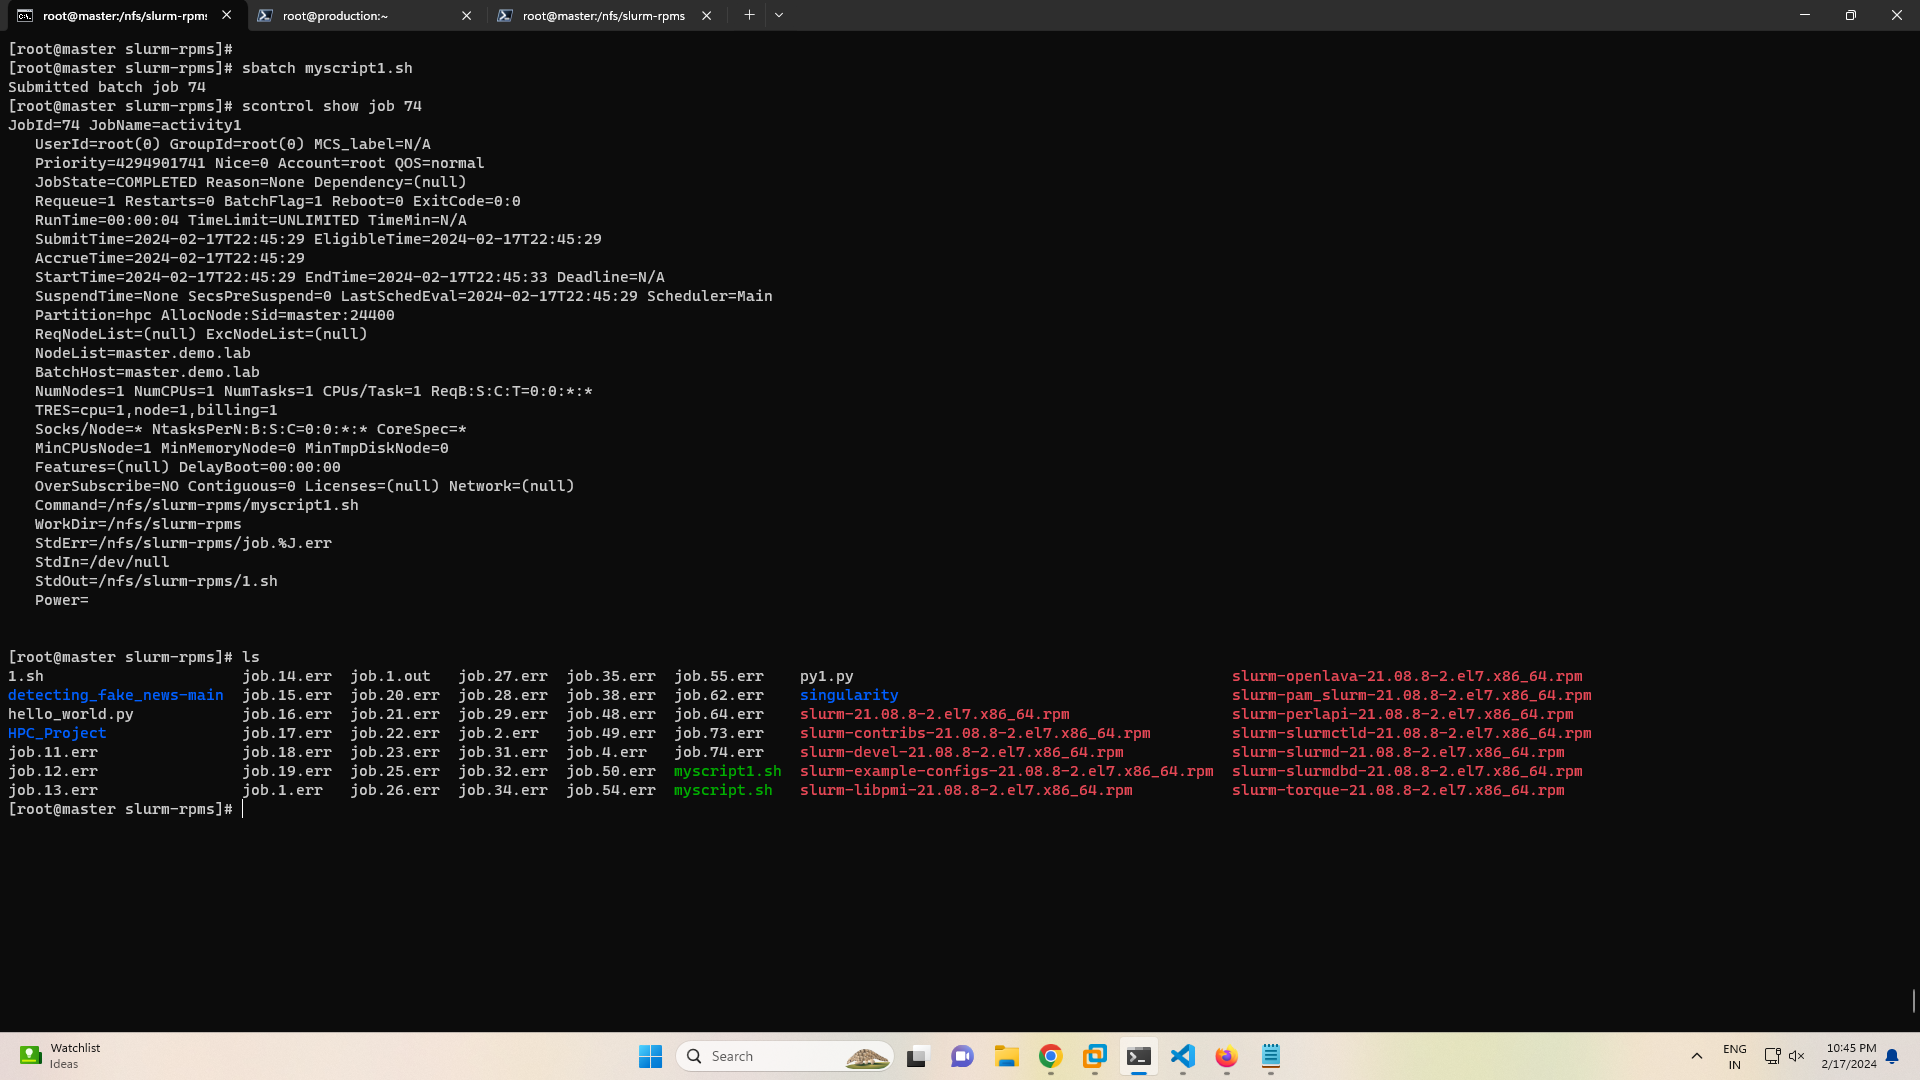 root@master:/nfs/slurm-rpms
root@production:~
root@master:/nfs/slurm-rpms
[root@master slurm-rpms]#
[root@master slurm-rpms]# sbatch myscript1.sh
Submitted batch job 74
[root@master slurm-rpms]# scontrol show job 74
JobId=74 JobName=activity1
   UserId=root(0) GroupId=root(0) MCS_label=N/A
   Priority=4294901741 Nice=0 Account=root QOS=normal
   JobState=COMPLETED Reason=None Dependency=(null)
   Requeue=1 Restarts=0 BatchFlag=1 Reboot=0 ExitCode=0:0
   RunTime=00:00:04 TimeLimit=UNLIMITED TimeMin=N/A
   SubmitTime=2024-02-17T22:45:29 EligibleTime=2024-02-17T22:45:29
   AccrueTime=2024-02-17T22:45:29
   StartTime=2024-02-17T22:45:29 EndTime=2024-02-17T22:45:33 Deadline=N/A
   SuspendTime=None SecsPreSuspend=0 LastSchedEval=2024-02-17T22:45:29 Scheduler=Main
   Partition=hpc AllocNode:Sid=master:24400
   ReqNodeList=(null) ExcNodeList=(null)
   NodeList=master.demo.lab
   BatchHost=master.demo.lab
   NumNodes=1 NumCPUs=1 NumTasks=1 CPUs/Task=1 ReqB:S:C:T=0:0:*:*
   TRES=cpu=1,node=1,billing=1
   Socks/Node=* NtasksPerN:B:S:C=0:0:*:* CoreSpec=*
   MinCPUsNode=1 MinMemoryNode=0 MinTmpDiskNode=0
   Features=(null) DelayBoot=00:00:00
   OverSubscribe=NO Contiguous=0 Licenses=(null) Network=(null)
   Command=/nfs/slurm-rpms/myscript1.sh
   WorkDir=/nfs/slurm-rpms
   StdErr=/nfs/slurm-rpms/job.%J.err
   StdIn=/dev/null
   StdOut=/nfs/slurm-rpms/1.sh
   Power=
[root@master slurm-rpms]# ls
1.sh job.14.err job.1.out job.27.err job.35.err job.55.err py1.py slurm-openlava-21.08.8-2.el7.x86_64.rpm
detecting_fake_news-main job.15.err job.20.err job.28.err job.38.err job.62.err singularity slurm-pam_slurm-21.08.8-2.el7.x86_64.rpm
hello_world.py job.16.err job.21.err job.29.err job.48.err job.64.err slurm-21.08.8-2.el7.x86_64.rpm slurm-perlapi-21.08.8-2.el7.x86_64.rpm
HPC_Project job.17.err job.22.err job.2.err job.49.err job.73.err slurm-contribs-21.08.8-2.el7.x86_64.rpm slurm-slurmctld-21.08.8-2.el7.x86_64.rpm
job.11.err job.18.err job.23.err job.31.err job.4.err job.74.err slurm-devel-21.08.8-2.el7.x86_64.rpm slurm-slurmd-21.08.8-2.el7.x86_64.rpm
job.12.err job.19.err job.25.err job.32.err job.50.err myscript1.sh slurm-example-configs-21.08.8-2.el7.x86_64.rpm slurm-slurmdbd-21.08.8-2.el7.x86_64.rpm
job.13.err job.1.err job.26.err job.34.err job.54.err myscript.sh slurm-libpmi-21.08.8-2.el7.x86_64.rpm slurm-torque-21.08.8-2.el7.x86_64.rpm
[root@master slurm-rpms]#
Watchlist
Ideas
Search
ENG
IN
10:45 PM
2/17/2024